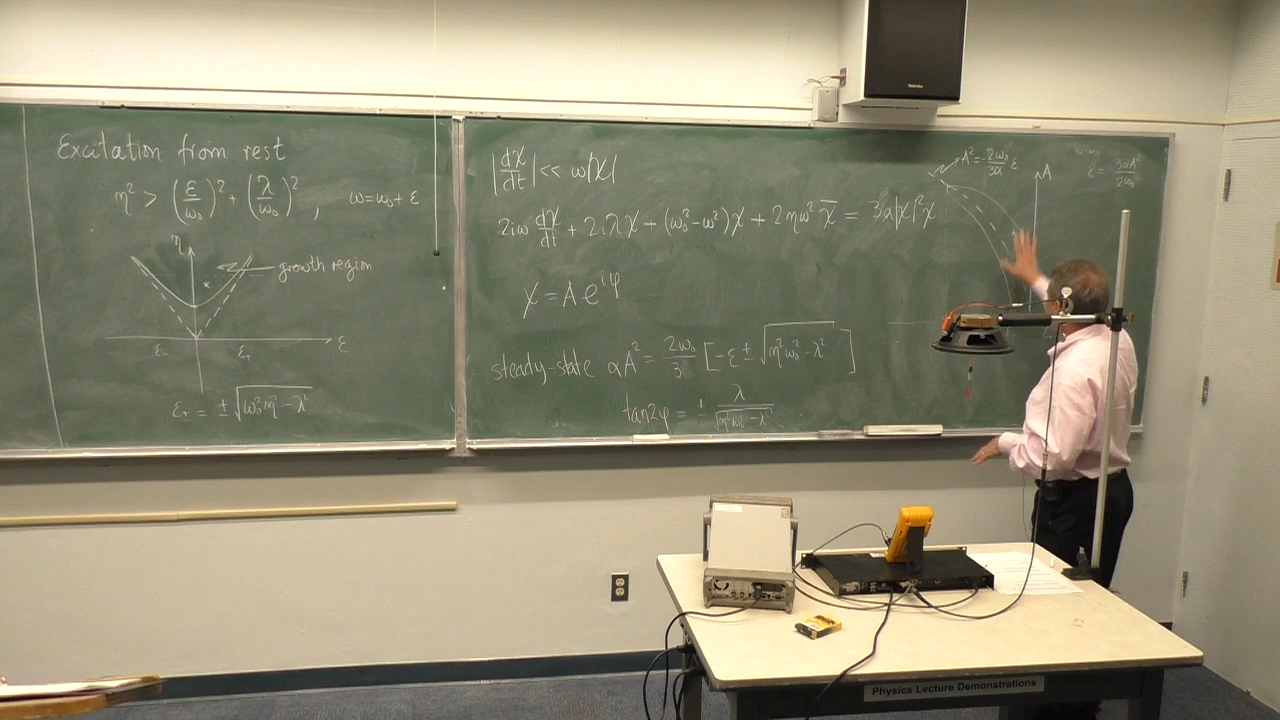 Excitation from rest
η² > (ε/ω₀)² + (λ/ω₀)² , ω=ω₀+ ε
η
growth region
ε₋ ε₊ ε
ε± = ±√(ω₀²η² − λ²)
|dχ/dt| << ω|χ|
2iω dχ/dt + 2iλχ + (ω₀²−ω²)χ + 2ηω² χ̄ = 3α|χ|²χ
χ = A e^{iφ}
steady-state αA² = 2ω₀/3 [−ε ± √(η²ω₀² − λ²)]
tan2φ = ± λ/√(η²ω₀² − λ²)
A² = −2ω₀/3α ε
A
ε = −3αA²/2ω₀
Physics Lecture Demonstrations